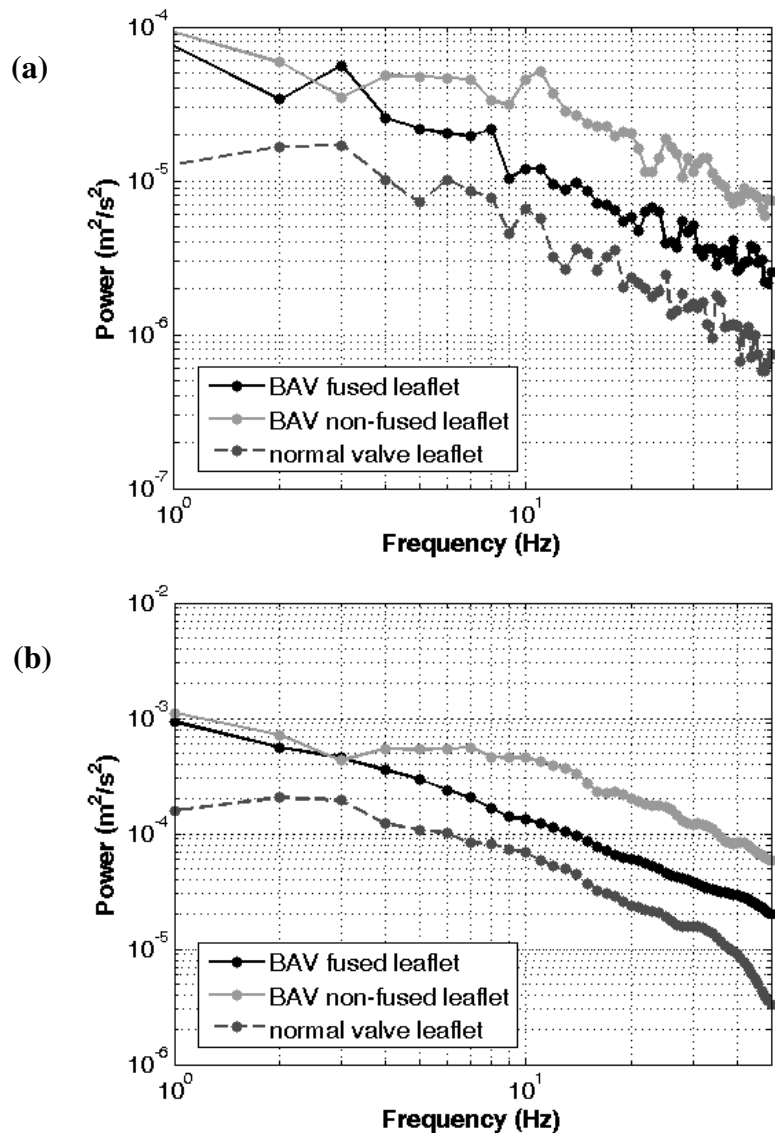 (a)
10^-4
10^-5
10^-6
10^-7
Power (m^2/s^2)
BAV fused leaflet
BAV non-fused leaflet
normal valve leaflet
10^0
10^1
Frequency (Hz)
(b)
10^-2
10^-3
10^-4
10^-5
10^-6
Power (m^2/s^2)
BAV fused leaflet
BAV non-fused leaflet
normal valve leaflet
10^0
10^1
Frequency (Hz)